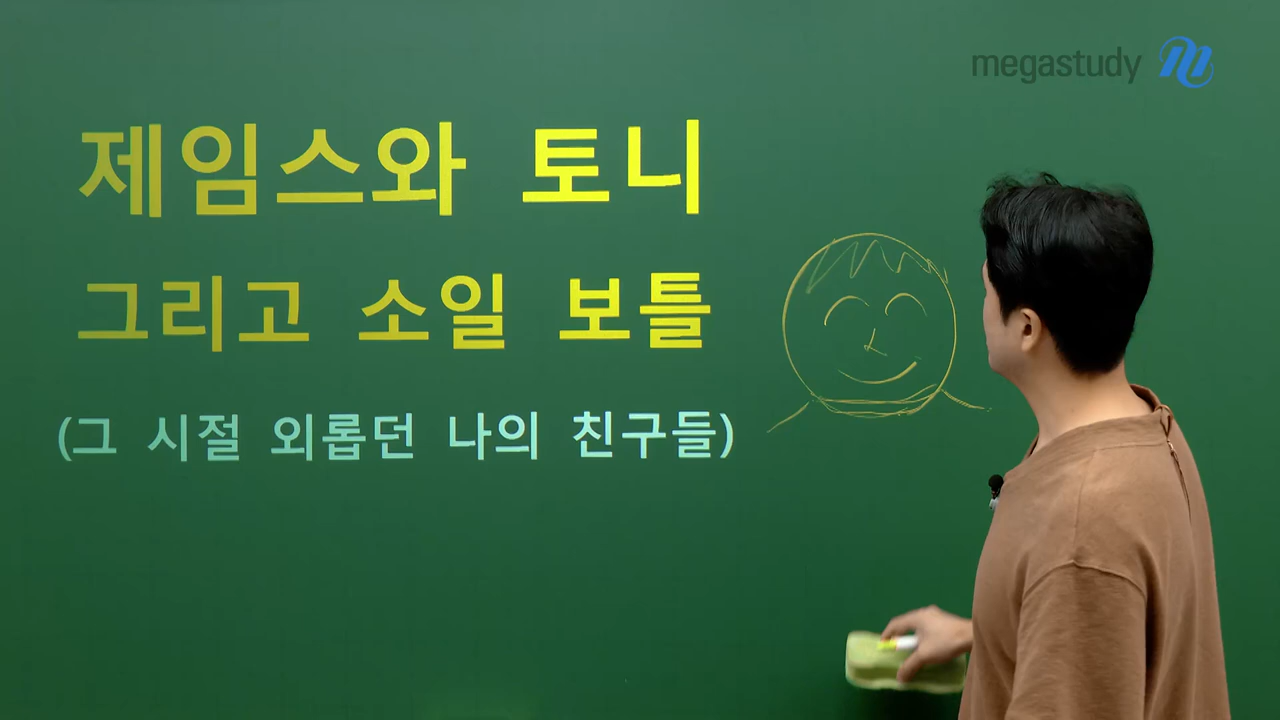 megastudy
제임스와 토니
그리고 소일 보틀
(그 시절 외롭던 나의 친구들)